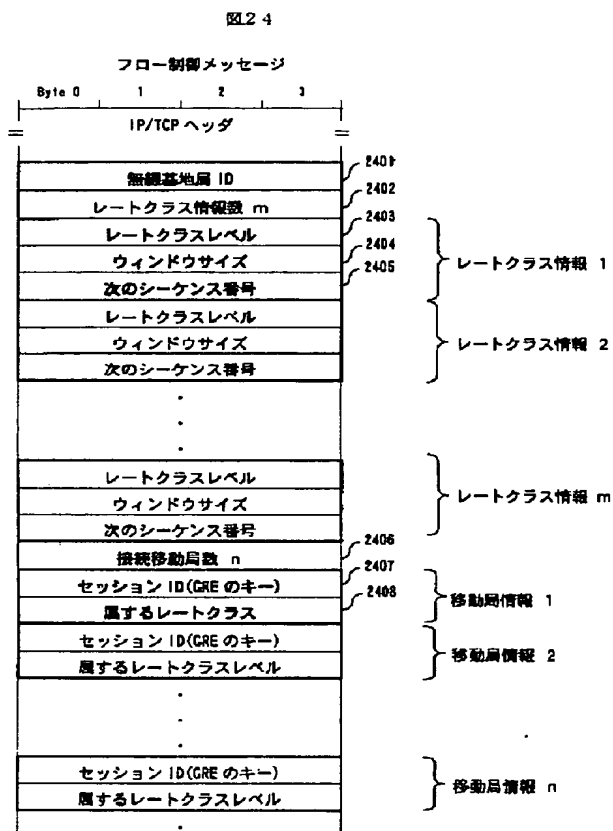 図24
フロー制御メッセージ
Byte 0 1 2 3
IP/TCP ヘッダ
無線基地局 ID 2401
レートクラス情報数 m 2402
レートクラスレベル 2403
ウィンドウサイズ 2404
次のシーケンス番号 2405
レートクラス情報 1
レートクラスレベル
ウィンドウサイズ
次のシーケンス番号
レートクラス情報 2
レートクラスレベル
ウィンドウサイズ
次のシーケンス番号
レートクラス情報 m
接続移動局数 n 2406
セッション ID(GRE のキー) 2407
属するレートクラス 2408
移動局情報 1
セッション ID(GRE のキー)
属するレートクラスレベル
移動局情報 2
セッション ID(GRE のキー)
属するレートクラスレベル
移動局情報 n